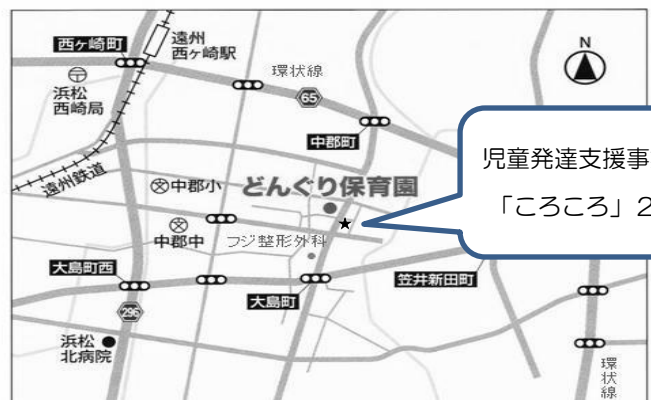 西ヶ崎町
遠州
西ヶ崎駅
浜松
西崎局
環状線
65
N
中郡町
遠州鉄道
中郡小
どんぐり保育園
中郡中
フジ整形外科
児童発達支援事
「ころころ」2
大島町西
大島町
笠井新田町
296
浜松
北病院
環
状
線